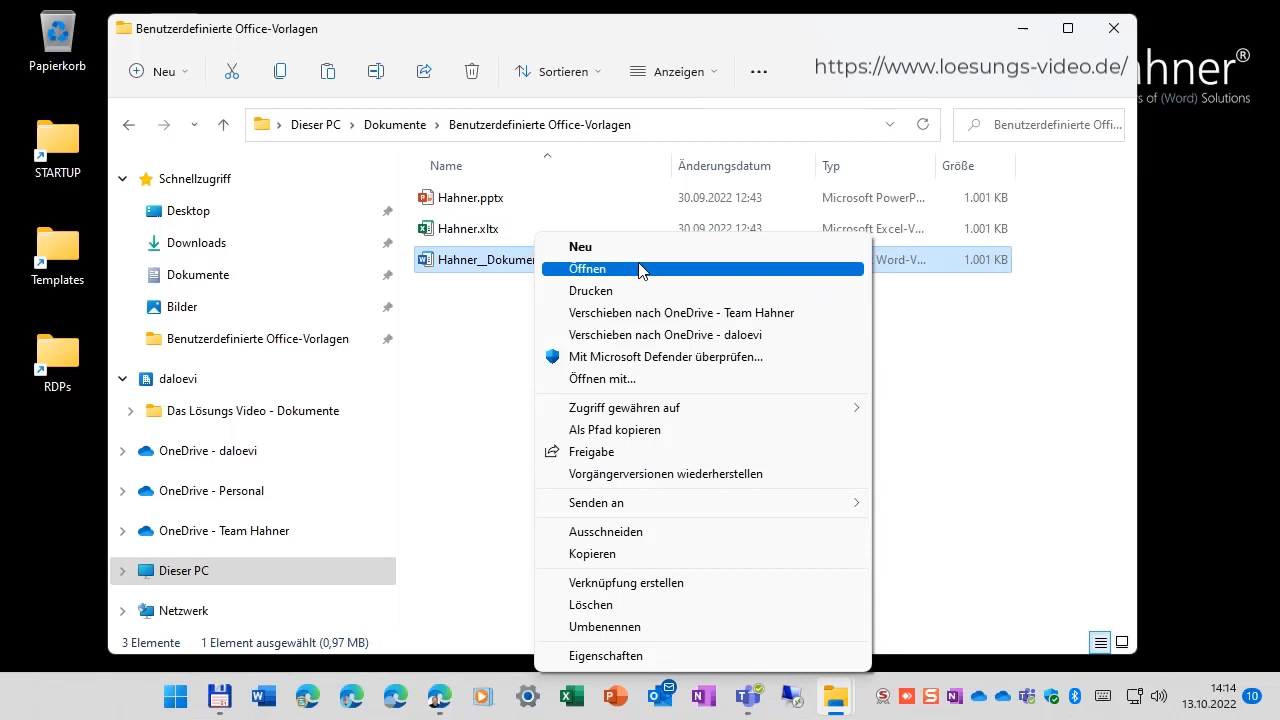 Papierkorb
STARTUP
Templates
RDPs
Benutzerdefinierte Office-Vorlagen
Neu
Sortieren
Anzeigen
https://www.loesungs-video.de/
hner®
s of (Word) Solutions
Dieser PC
Dokumente
Benutzerdefinierte Office-Vorlagen
Benutzerdefinierte Offi...
Schnellzugriff
Desktop
Downloads
Dokumente
Bilder
Benutzerdefinierte Office-Vorlagen
daloevi
Das Lösungs Video - Dokumente
OneDrive - daloevi
OneDrive - Personal
OneDrive - Team Hahner
Dieser PC
Netzwerk
Name Änderungsdatum Typ Größe
Hahner.pptx 30.09.2022 12:43 Microsoft PowerP... 1.001 KB
Hahner.xltx 30.09.2022 12:43 Microsoft Excel-V... 1.001 KB
Hahner__Dokumen Word-V... 1.001 KB
Neu
Öffnen
Drucken
Verschieben nach OneDrive - Team Hahner
Verschieben nach OneDrive - daloevi
Mit Microsoft Defender überprüfen...
Öffnen mit...
Zugriff gewähren auf
Als Pfad kopieren
Freigabe
Vorgängerversionen wiederherstellen
Senden an
Ausschneiden
Kopieren
Verknüpfung erstellen
Löschen
Umbenennen
Eigenschaften
3 Elemente 1 Element ausgewählt (0,97 MB)
14:14
13.10.2022
10